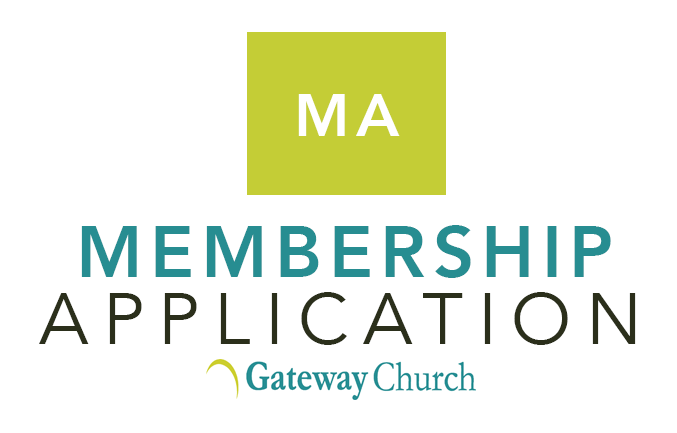 MA
MEMBERSHIP
APPLICATION
Gateway Church